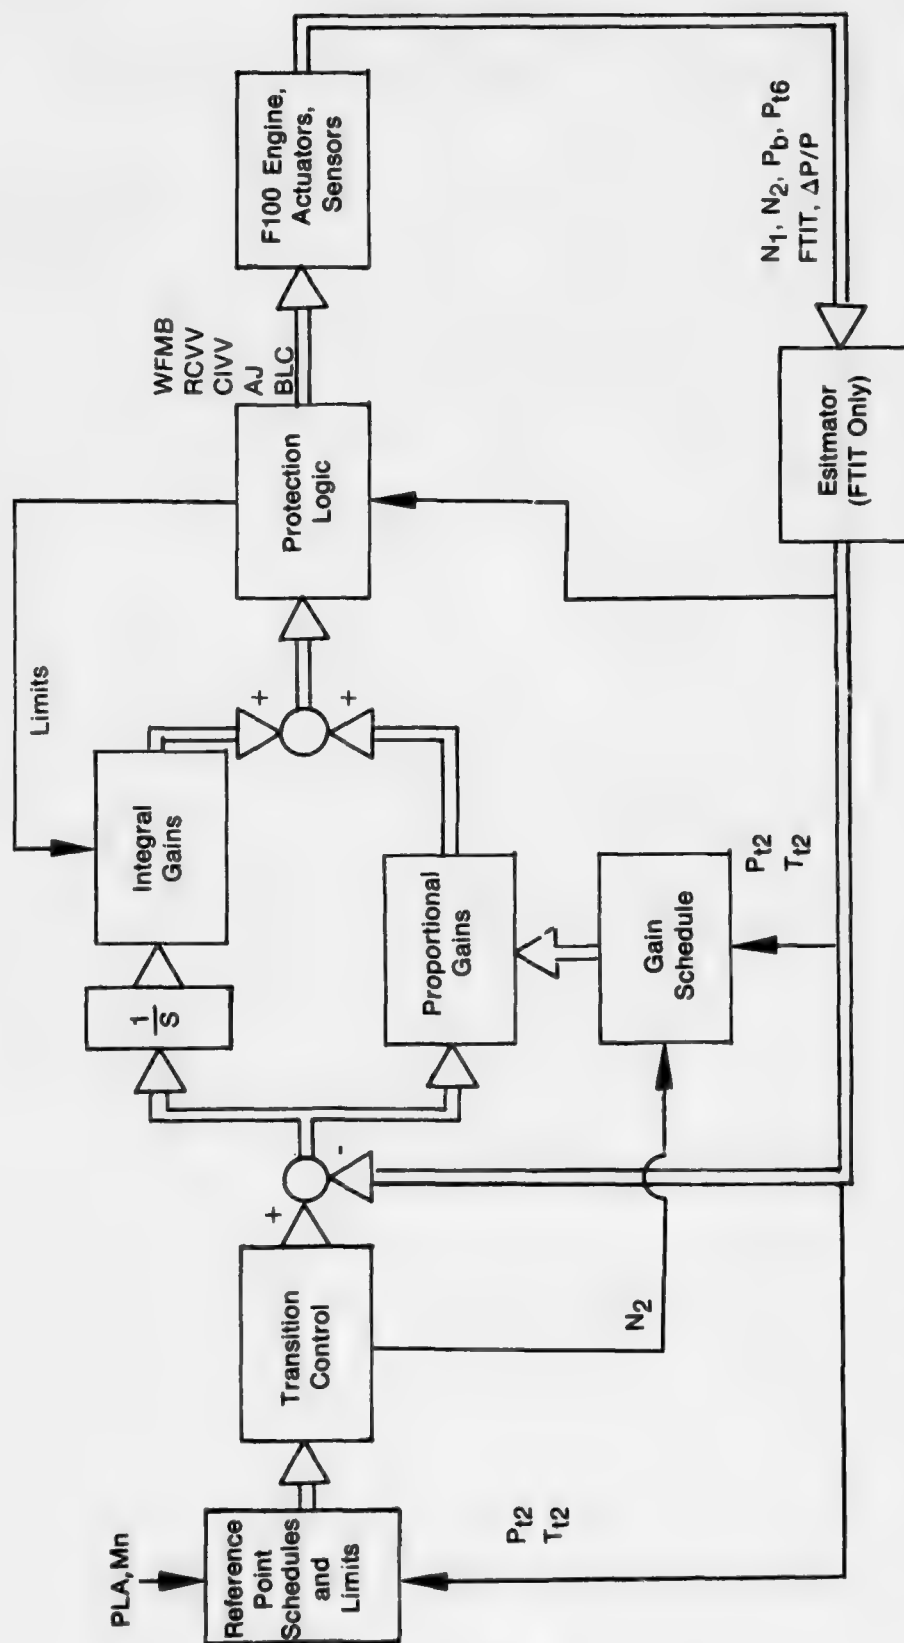 PLA, Mn
Reference
Point
Schedules
and
Limits
Pt2
Tt2
Transition
Control
N2
+
-
1
S
Integral
Gains
Limits
Proportional
Gains
Gain
Schedule
Pt2
Tt2
+
+
Protection
Logic
WFMB
RCVV
CIVV
AJ
BLC
F100 Engine,
Actuators,
Sensors
N1, N2, Pb, Pt6
FTIT, ΔP/P
Esitmator
(FTIT Only)